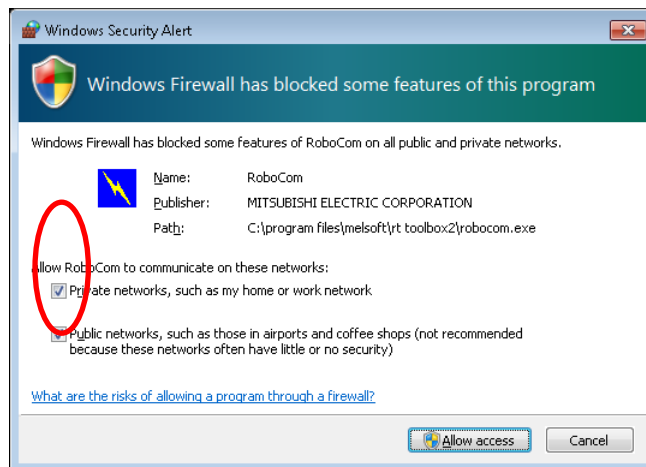 Windows Security Alert
Windows Firewall has blocked some features of this program
Windows Firewall has blocked some features of RoboCom on all public and private networks.
Name: RoboCom
Publisher: MITSUBISHI ELECTRIC CORPORATION
Path: C:\program files\melsoft\rt toolbox2\robocom.exe
Allow RoboCom to communicate on these networks:
Private networks, such as my home or work network
Public networks, such as those in airports and coffee shops (not recommended
because these networks often have little or no security)
What are the risks of allowing a program through a firewall?
Allow access Cancel